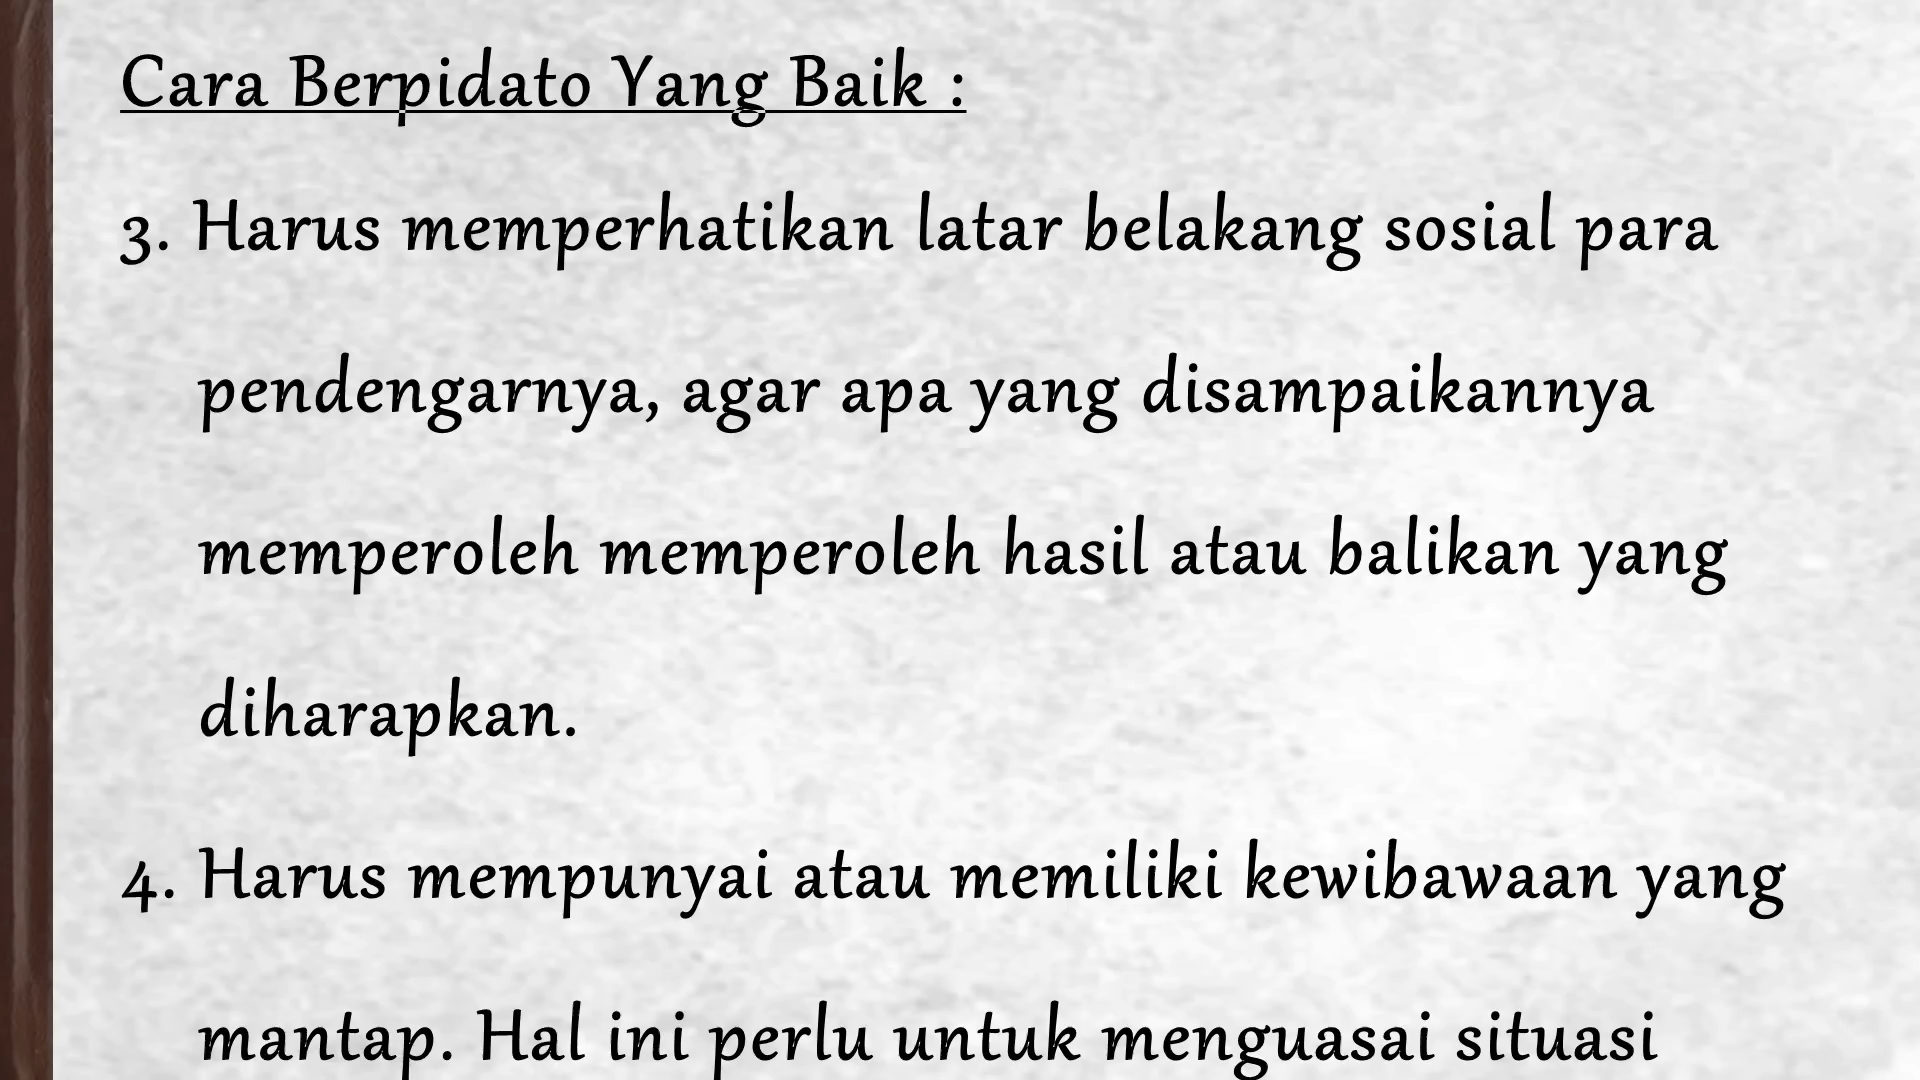 Cara Berpidato Yang Baik :
3. Harus memperhatikan latar belakang sosial para
pendengarnya, agar apa yang disampaikannya
memperoleh memperoleh hasil atau balikan yang
diharapkan.
4. Harus mempunyai atau memiliki kewibawaan yang
mantap. Hal ini perlu untuk menguasai situasi